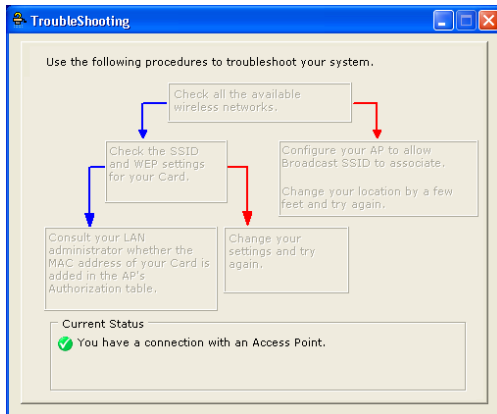 TroubleShooting
Use the following procedures to troubleshoot your system.
Check all the available
wireless networks.
Check the SSID
and WEP settings
for your Card.
Configure your AP to allow
Broadcast SSID to associate.
Change your location by a few
feet and try again.
Consult your LAN
administrator whether the
MAC address of your Card is
added in the AP's
Authorization table.
Change your
settings and try
again.
Current Status
You have a connection with an Access Point.